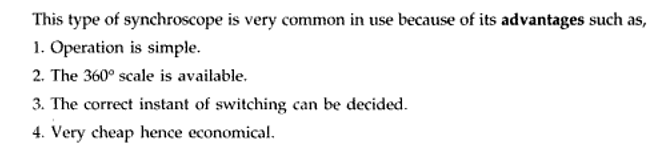 This type of synchroscope is very common in use because of its advantages such as,
1. Operation is simple.
2. The 360° scale is available.
3. The correct instant of switching can be decided.
4. Very cheap hence economical.